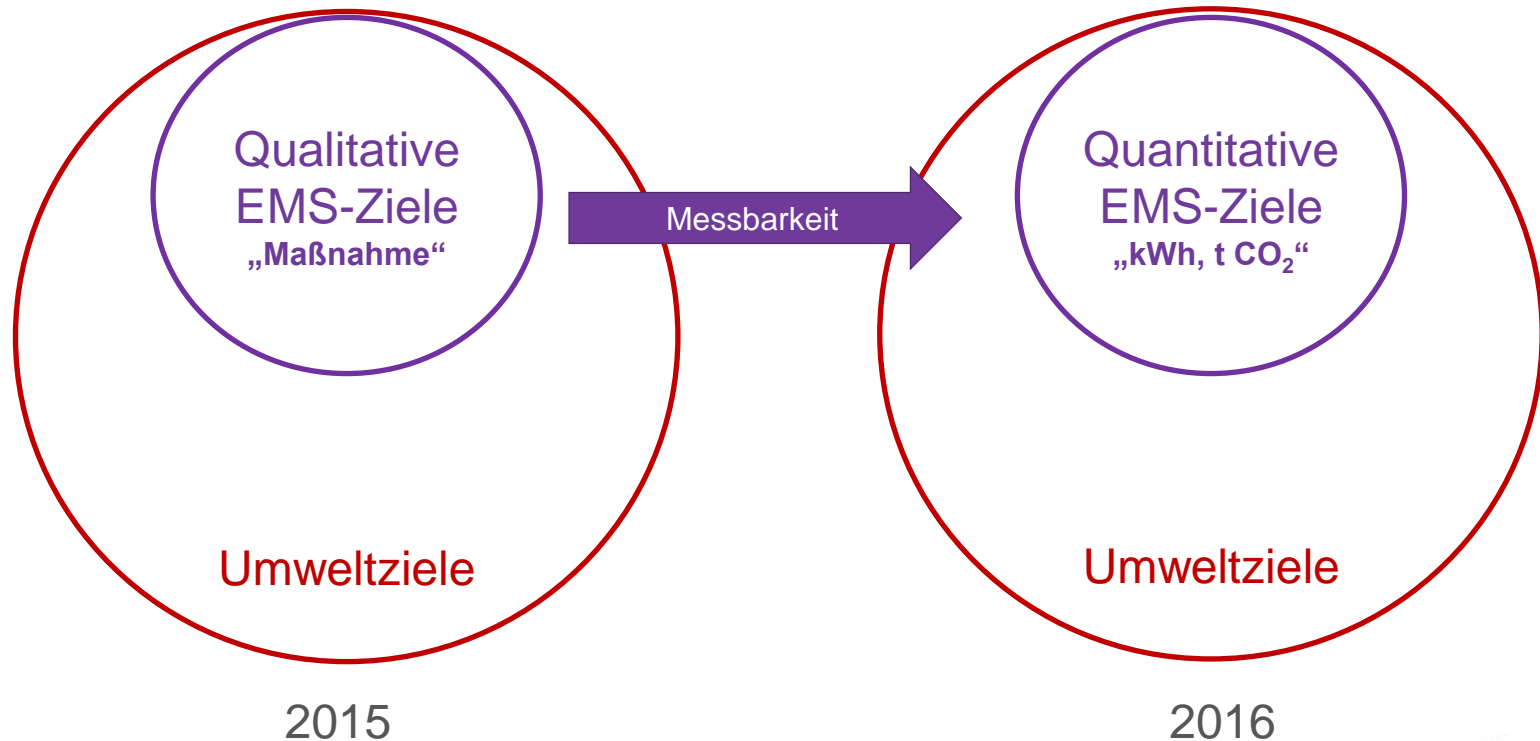 Qualitative
EMS-Ziele
„Maßnahme“
Messbarkeit
Quantitative
EMS-Ziele
„kWh, t CO₂“
Umweltziele
Umweltziele
2015
2016